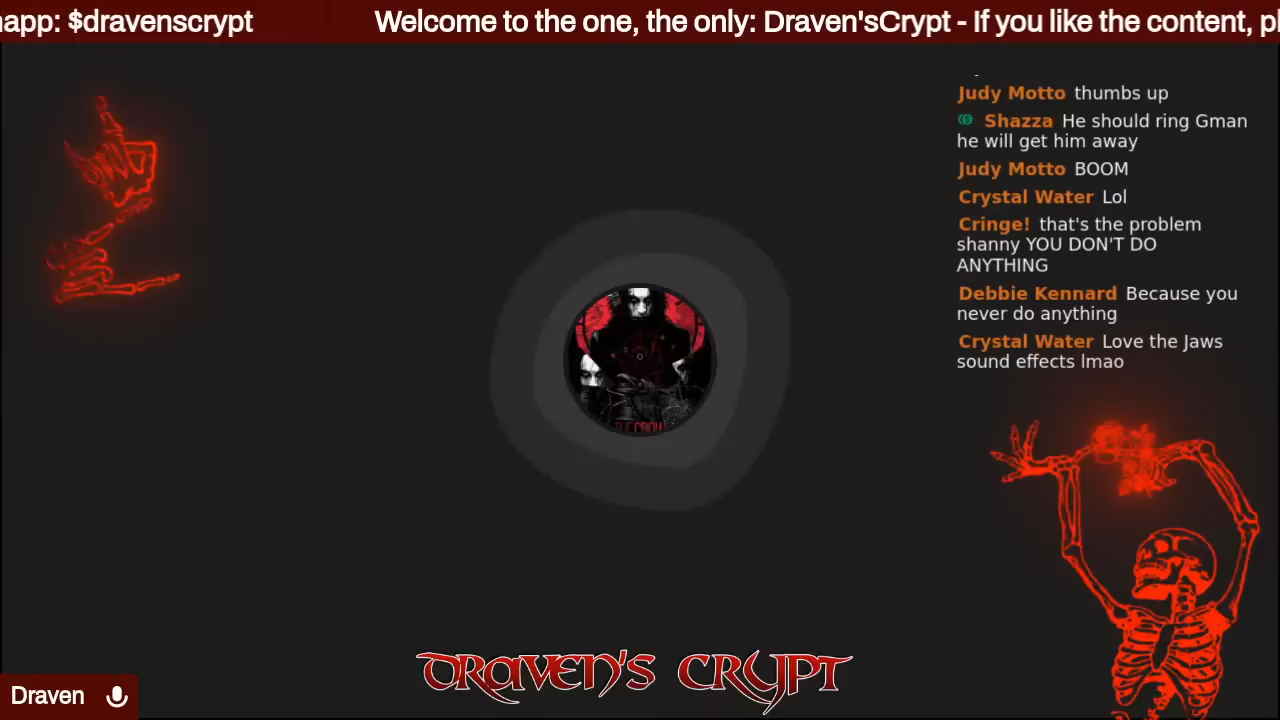 app: $dravenscrypt Welcome to the one, the only: Draven'sCrypt - If you like the content, pl
Judy Motto thumbs up
Shazza He should ring Gman
he will get him away
Judy Motto BOOM
Crystal Water Lol
Cringe! that's the problem
shanny YOU DON'T DO
ANYTHING
Debbie Kennard Because you
never do anything
Crystal Water Love the Jaws
sound effects lmao
THE CROW
DRAVEN'S CRYPT
Draven